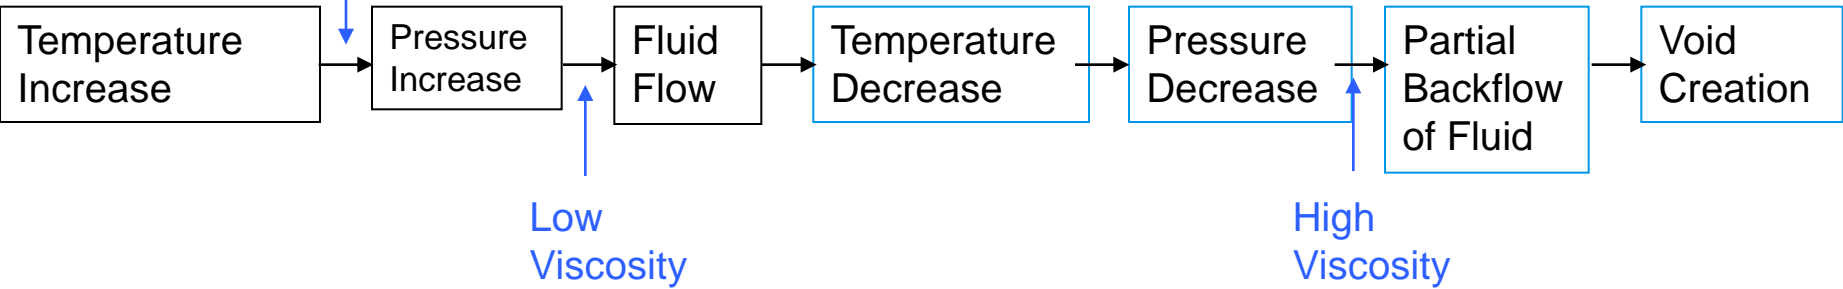 Temperature
Increase
Pressure
Increase
Fluid
Flow
Temperature
Decrease
Pressure
Decrease
Partial
Backflow
of Fluid
Void
Creation
Low
Viscosity
High
Viscosity